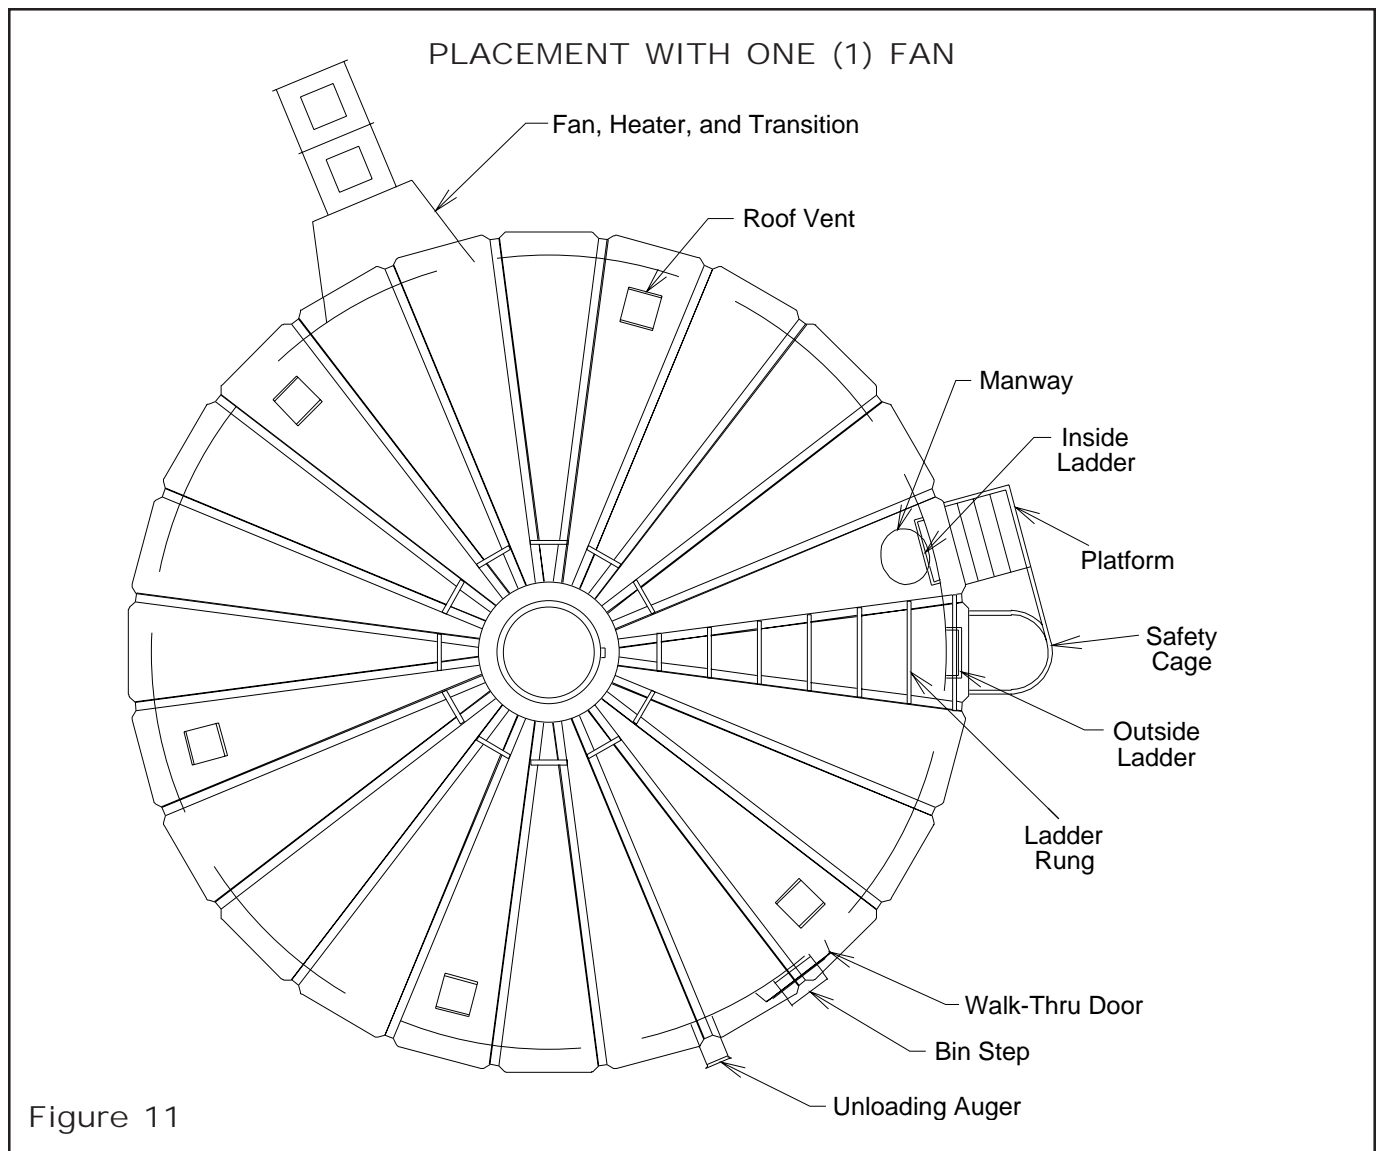 PLACEMENT WITH ONE (1) FAN
Fan, Heater, and Transition
Roof Vent
Manway
Inside
Ladder
Platform
Safety
Cage
Outside
Ladder
Ladder
Rung
Walk-Thru Door
Bin Step
Unloading Auger
Figure 11